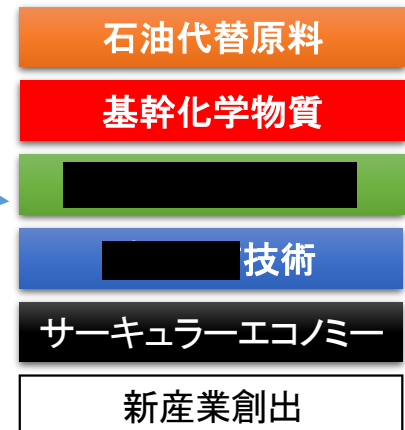 石油代替原料
基幹化学物質
技術
サーキュラーエコノミー
新産業創出